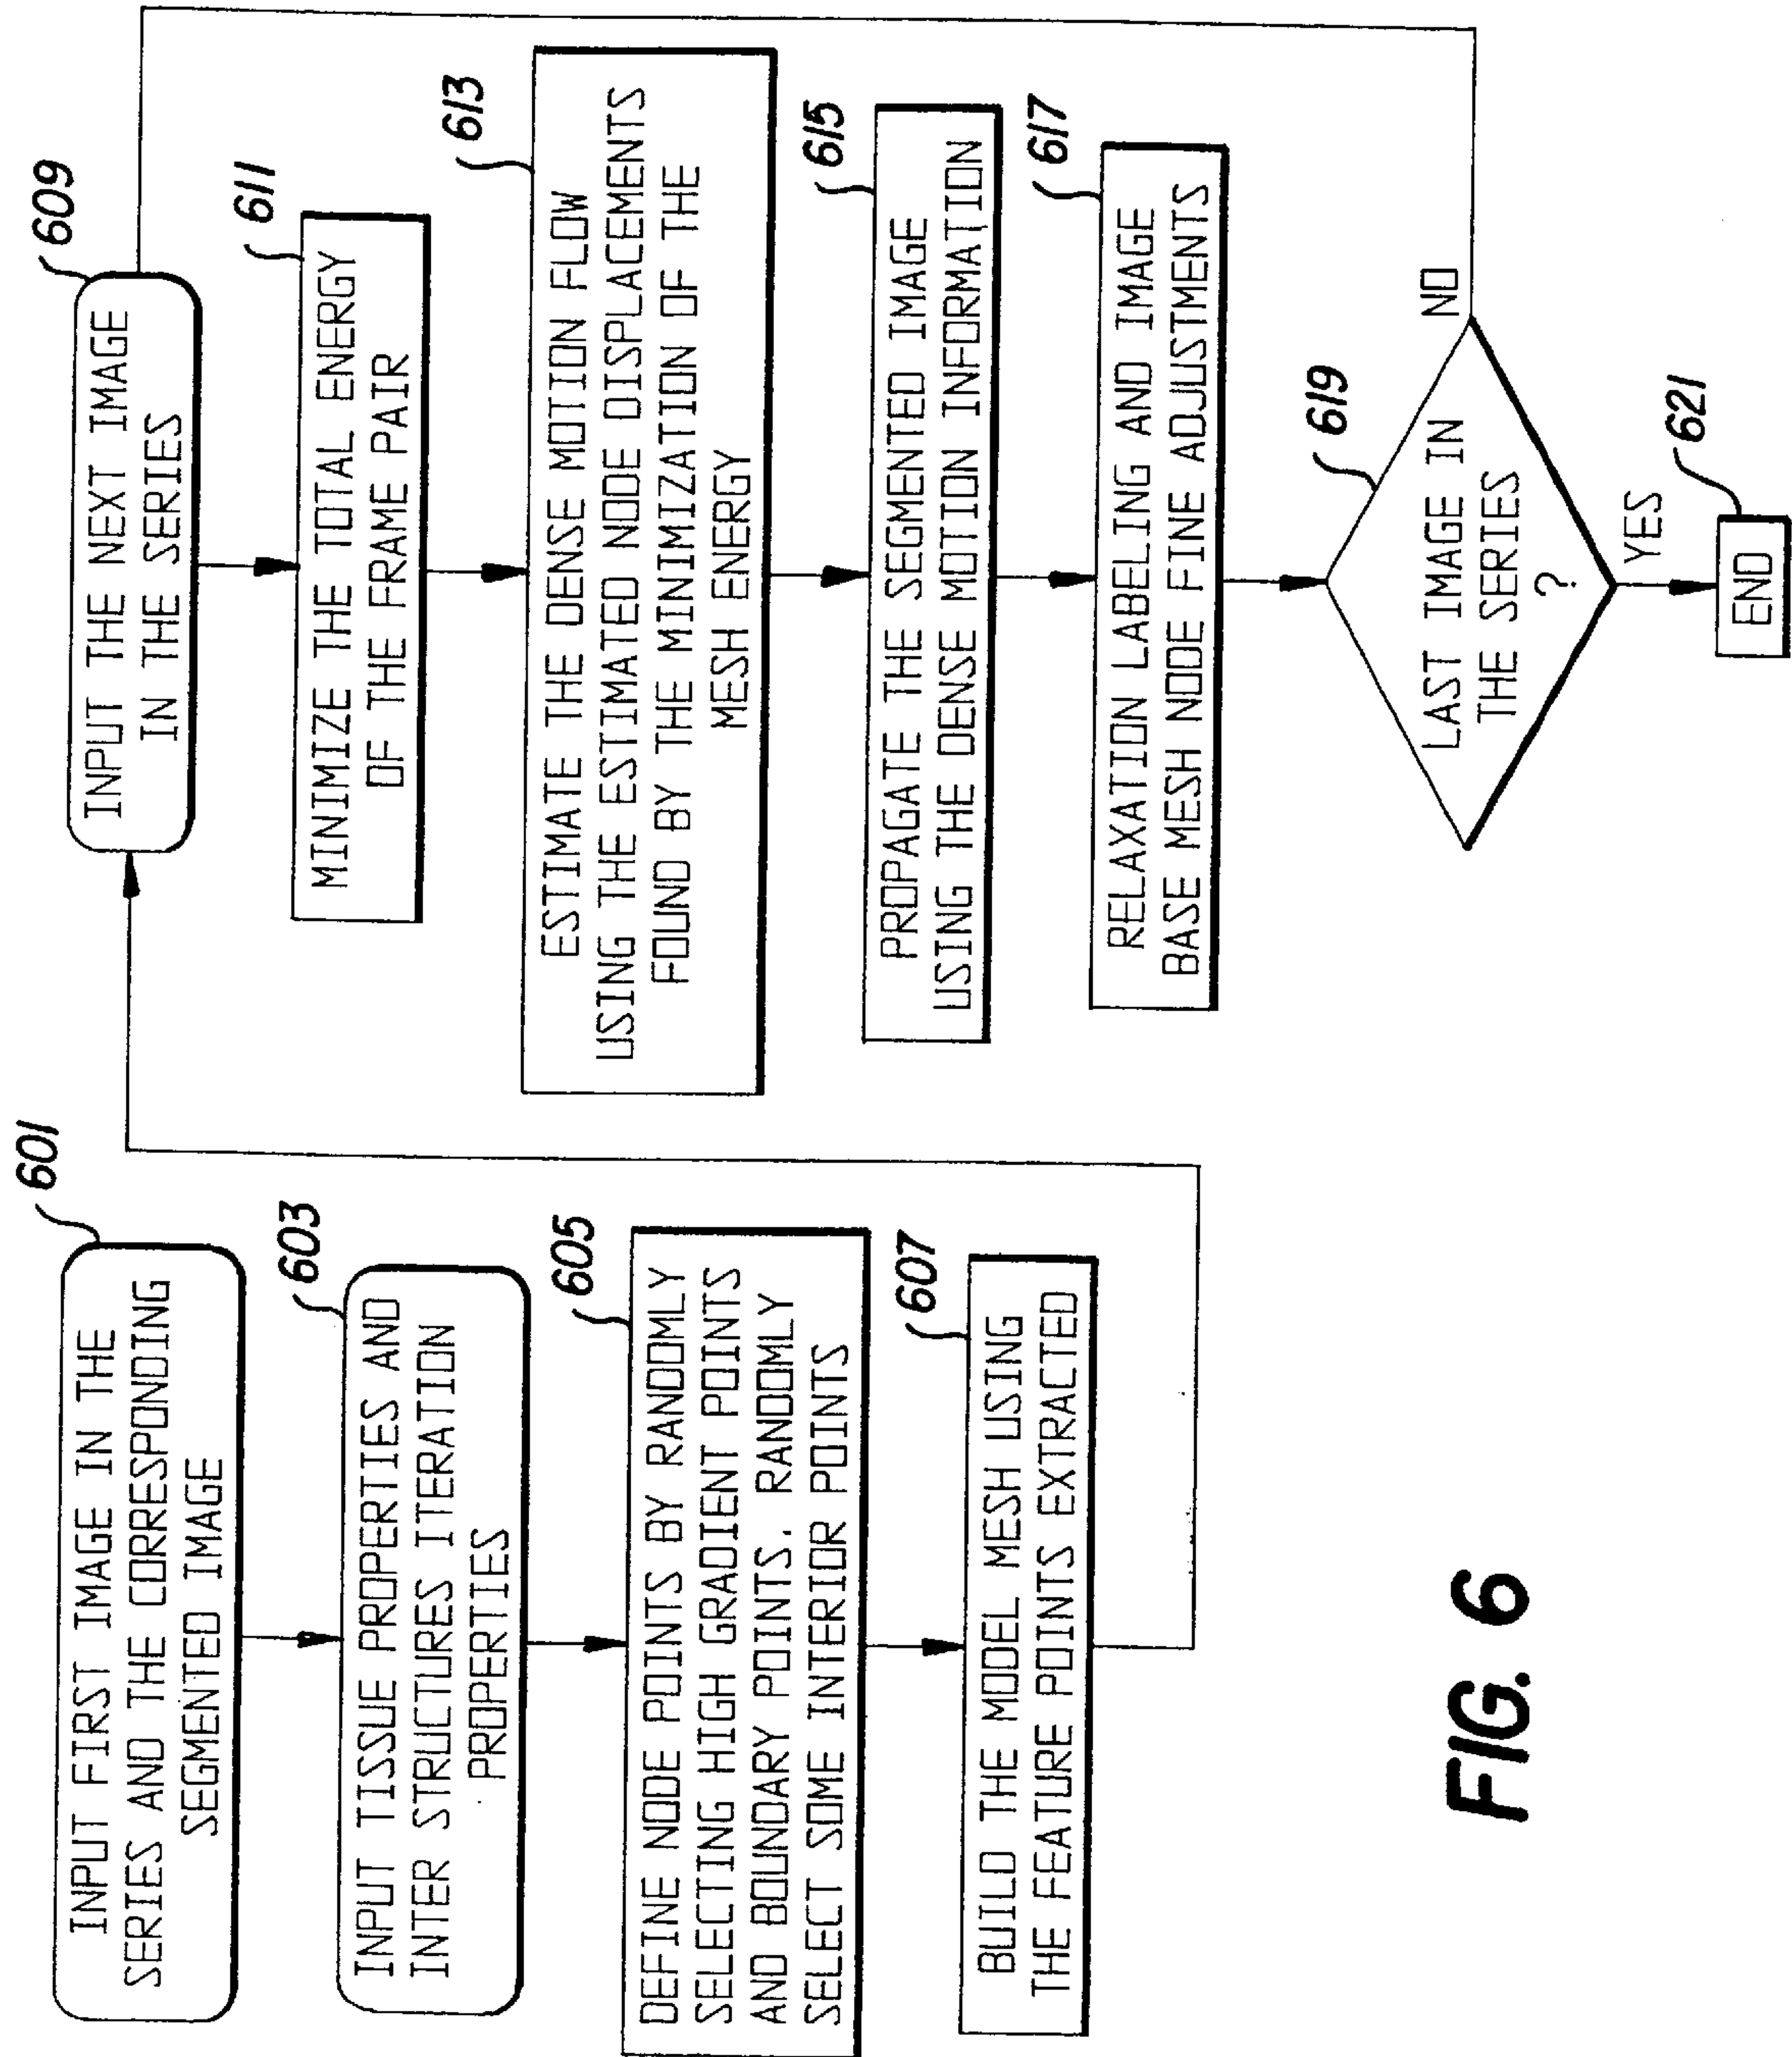 601
INPUT FIRST IMAGE IN THE
SERIES AND THE CORRESPONDING
SEGMENTED IMAGE
603
INPUT TISSUE PROPERTIES AND
INTER STRUCTURES ITERATION
PROPERTIES
605
DEFINE NODE POINTS BY RANDOMLY
SELECTING HIGH GRADIENT POINTS
AND BOUNDARY POINTS. RANDOMLY
SELECT SOME INTERIOR POINTS
607
BUILD THE MODEL MESH USING
THE FEATURE POINTS EXTRACTED
609
INPUT THE NEXT IMAGE
IN THE SERIES
611
MINIMIZE THE TOTAL ENERGY
OF THE FRAME PAIR
613
ESTIMATE THE DENSE MOTION FLOW
USING THE ESTIMATED NODE DISPLACEMENTS
FOUND BY THE MINIMIZATION OF THE
MESH ENERGY
615
PROPAGATE THE SEGMENTED IMAGE
USING THE DENSE MOTION INFORMATION
617
RELAXATION LABELING AND IMAGE
BASE MESH NODE FINE ADJUSTMENTS
619
LAST IMAGE IN
THE SERIES
?
NO
YES
621
END
FIG. 6